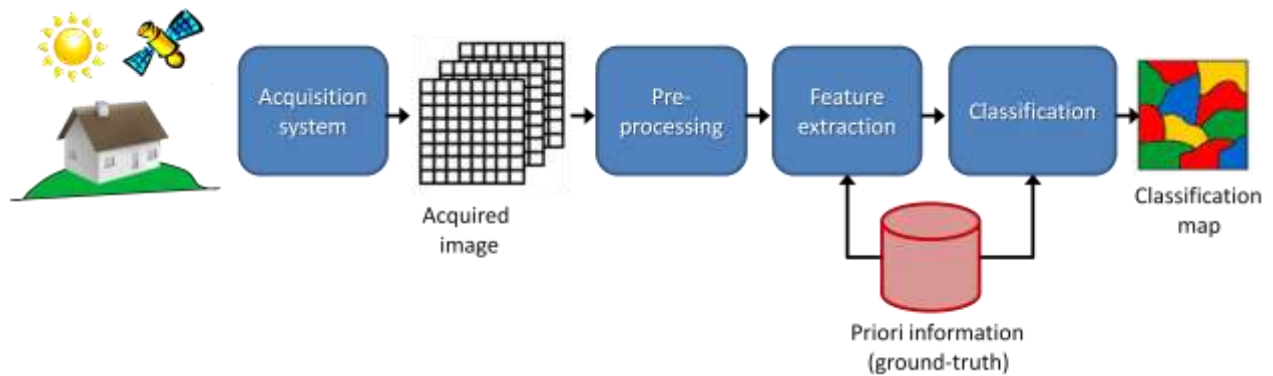 Acquisition
system
Acquired
image
Pre-
processing
Feature
extraction
Classification
Classification
map
Priori information
(ground-truth)